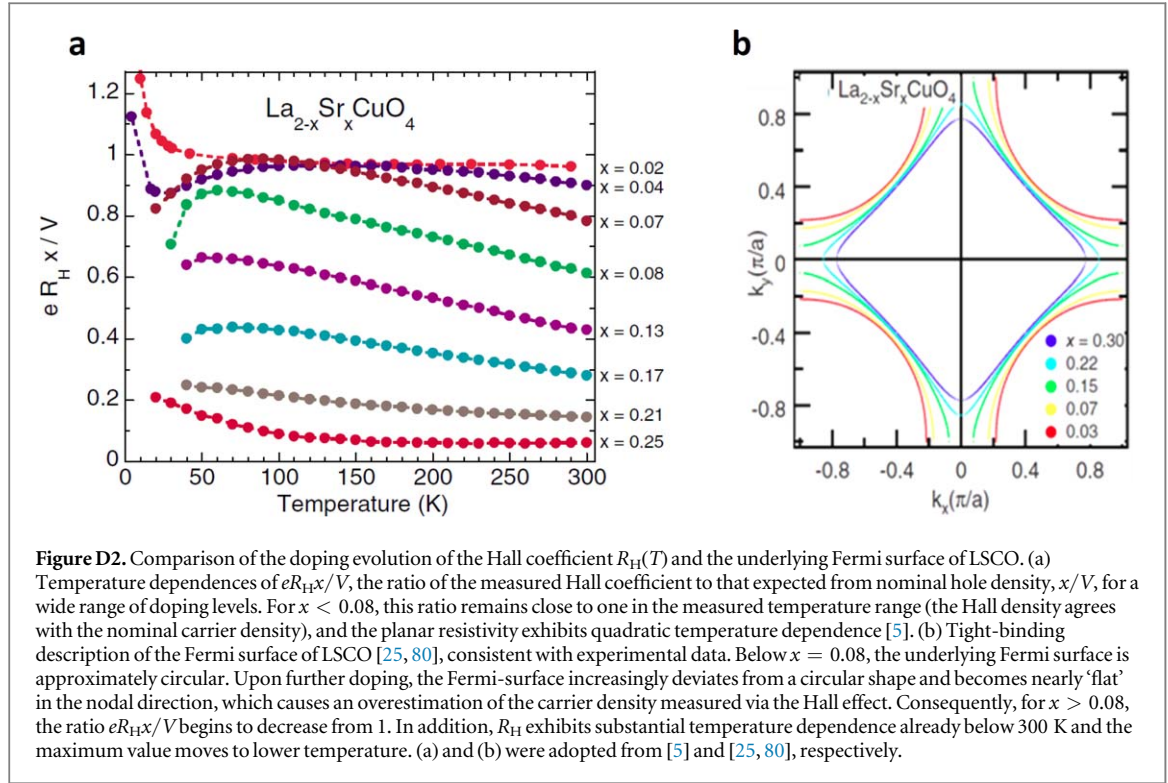 a
b
La2-xSrxCuO4
e RH x / V
1.2
1
0.8
0.6
0.4
0.2
0
0 50 100 150 200 250 300
Temperature (K)
x = 0.02
x = 0.04
x = 0.07
x = 0.08
x = 0.13
x = 0.17
x = 0.21
x = 0.25
La2-xSrxCuO4
ky(π/a)
0.8
0.4
0
-0.4
-0.8
-0.8 -0.4 0 0.4 0.8
kx(π/a)
x = 0.30
0.22
0.15
0.07
0.03
Figure D2. Comparison of the doping evolution of the Hall coefficient RH(T) and the underlying Fermi surface of LSCO. (a)
Temperature dependences of eRHx/V, the ratio of the measured Hall coefficient to that expected from nominal hole density, x/V, for a
wide range of doping levels. For x < 0.08, this ratio remains close to one in the measured temperature range (the Hall density agrees
with the nominal carrier density), and the planar resistivity exhibits quadratic temperature dependence [5]. (b) Tight-binding
description of the Fermi surface of LSCO [25, 80], consistent with experimental data. Below x = 0.08, the underlying Fermi surface is
approximately circular. Upon further doping, the Fermi-surface increasingly deviates from a circular shape and becomes nearly ‘flat’
in the nodal direction, which causes an overestimation of the carrier density measured via the Hall effect. Consequently, for x > 0.08,
the ratio eRHx/V begins to decrease from 1. In addition, RH exhibits substantial temperature dependence already below 300 K and the
maximum value moves to lower temperature. (a) and (b) were adopted from [5] and [25, 80], respectively.